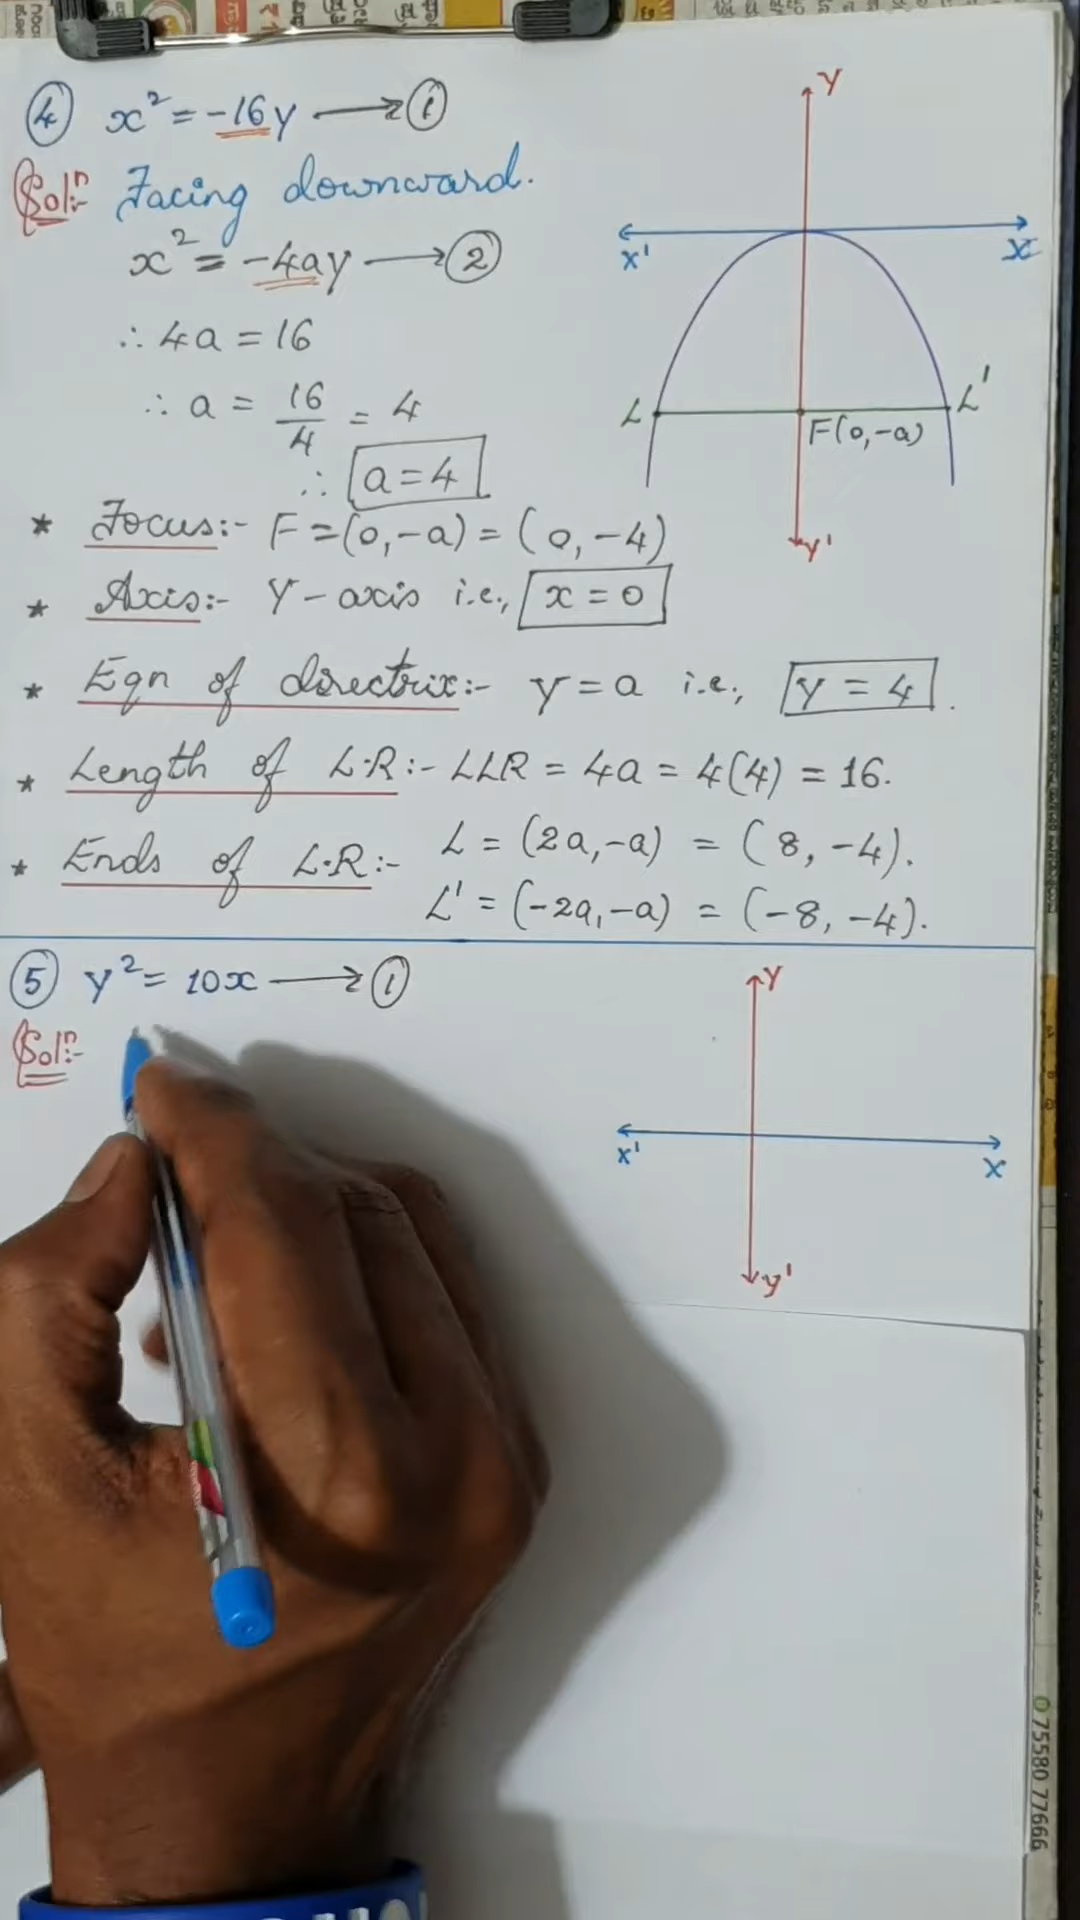 4 x² = -16y → 1
Y
Solⁿ:- Facing downward.
x² = -4ay → 2
X' X
∴ 4a = 16
∴ a = 16/4 = 4
L L'
F(0,-a)
∴ a = 4
* Focus:- F = (0,-a) = (0, -4)
Y'
* Axis:- Y-axis i.e., x = 0
* Eqn of directrix:- y = a i.e., y = 4.
* Length of L.R:- LLR = 4a = 4(4) = 16.
* Ends of L.R:- L = (2a,-a) = (8, -4).
L' = (-2a,-a) = (-8, -4).
5 y² = 10x → 1
Y
Solⁿ:-
X' X
Y'
75580 77666